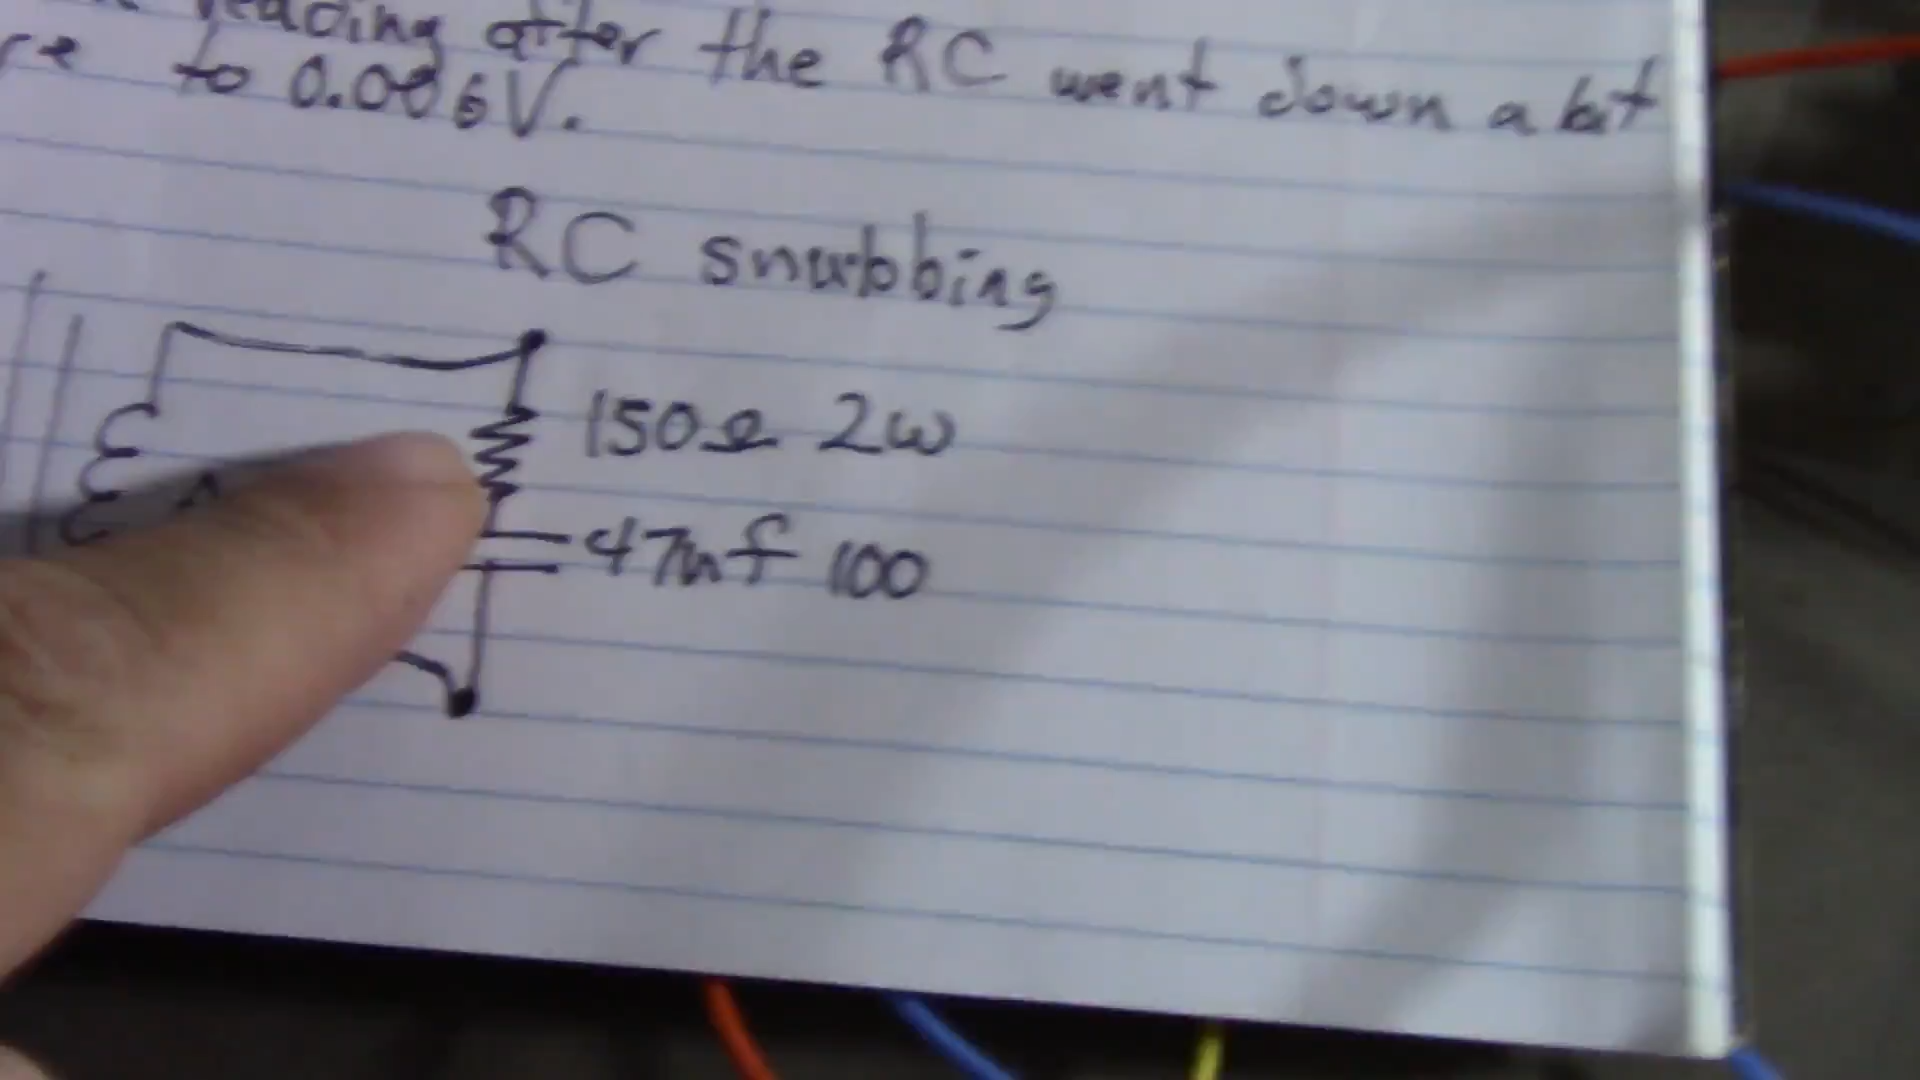 reading after the RC went down a bit
to 0.006V.
RC snubbing
150Ω 2w
47nf 100